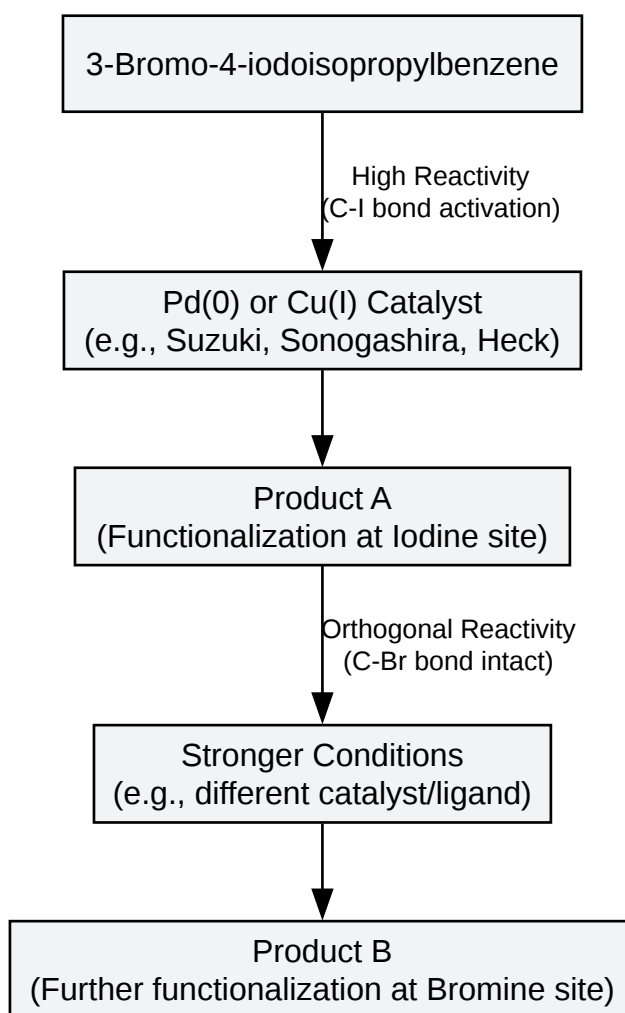 3-Bromo-4-iodoisopropylbenzene
High Reactivity
(C-I bond activation)
Pd(0) or Cu(I) Catalyst
(e.g., Suzuki, Sonogashira, Heck)
Product A
(Functionalization at Iodine site)
Orthogonal Reactivity
(C-Br bond intact)
Stronger Conditions
(e.g., different catalyst/ligand)
Product B
(Further functionalization at Bromine site)